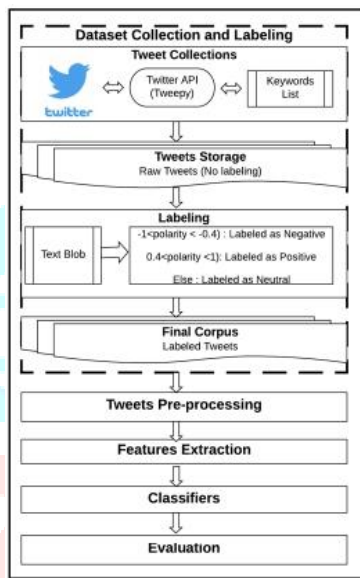 Dataset Collection and Labeling
Tweet Collections
twitter
Twitter API
(Tweepy)
Keywords
List
Tweets Storage
Raw Tweets (No labeling)
Labeling
Text Blob
-1<polarity < -0.4) : Labeled as Negative
0.4<polarity <1): Labeled as Positive
Else : Labeled as Neutral
Final Corpus
Labeled Tweets
Tweets Pre-processing
Features Extraction
Classifiers
Evaluation